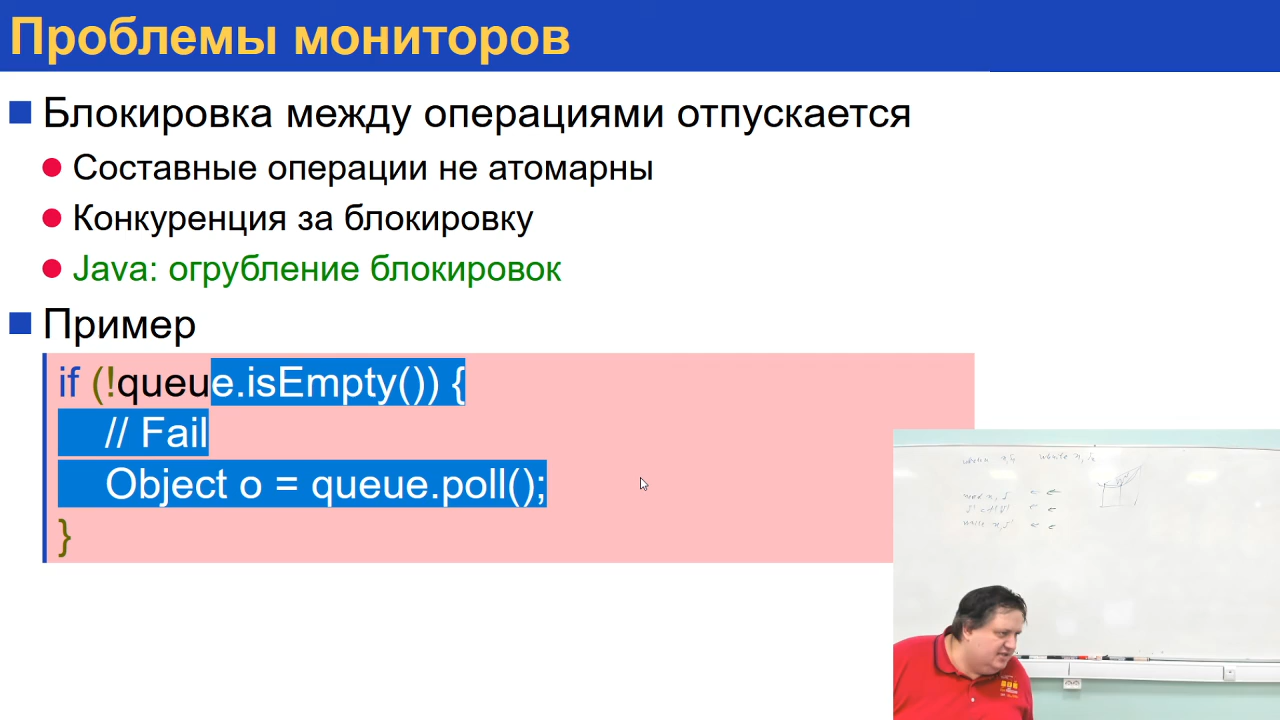 Проблемы мониторов
Блокировка между операциями отпускается
Составные операции не атомарны
Конкуренция за блокировку
Java: огрубление блокировок
Пример
if (!queue.isEmpty()) {
// Fail
Object o = queue.poll();
}